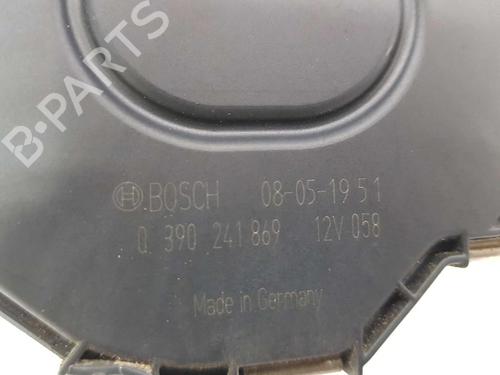 B-PARTS
BOSCH 08-05-19 51
0 390 241 869 12V 058
Made in Germany